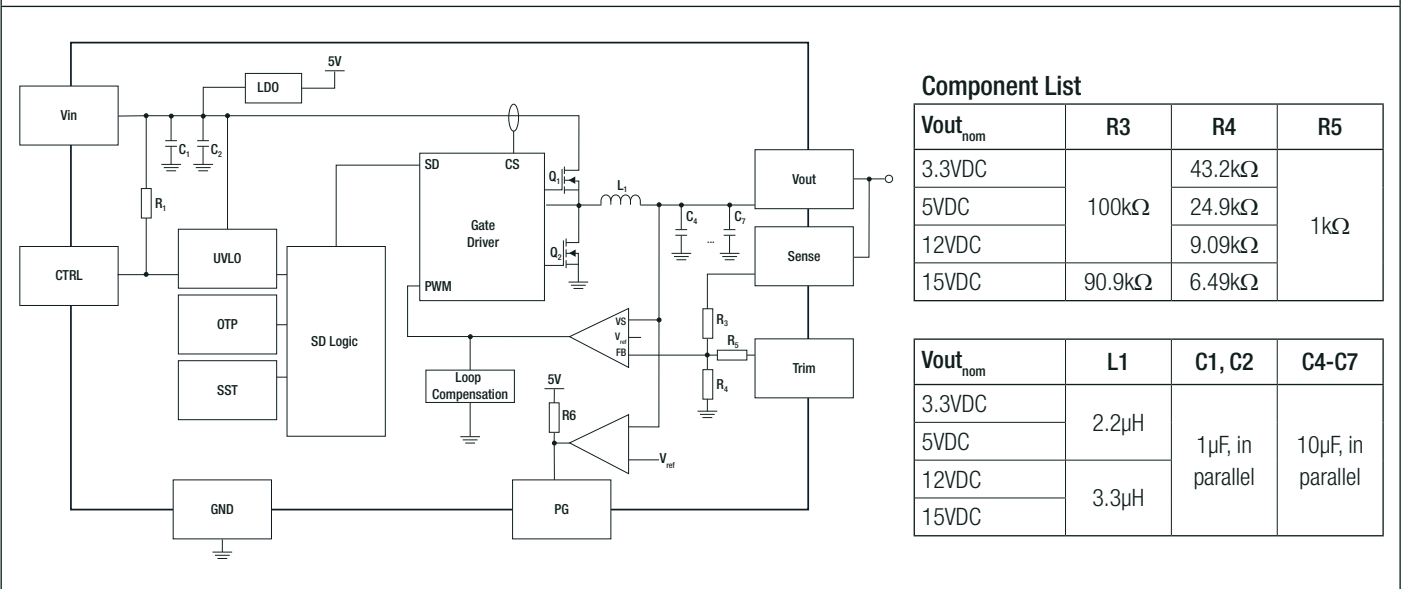 5V
LDO
Vin
C1
C2
R1
CTRL
UVLO
OTP
SST
SD Logic
SD
CS
Gate
Driver
PWM
Q1
Q2
L1
C4
...
C7
Vout
Sense
Trim
VS
Vref
FB
R3
R5
R4
Loop
Compensation
5V
R6
Vref
GND
PG
Component List
Voutnom R3 R4 R5
3.3VDC 100kΩ 43.2kΩ 1kΩ
5VDC 24.9kΩ
12VDC 9.09kΩ
15VDC 90.9kΩ 6.49kΩ
Voutnom L1 C1, C2 C4-C7
3.3VDC 2.2µH 1µF, in parallel 10µF, in parallel
5VDC
12VDC 3.3µH
15VDC